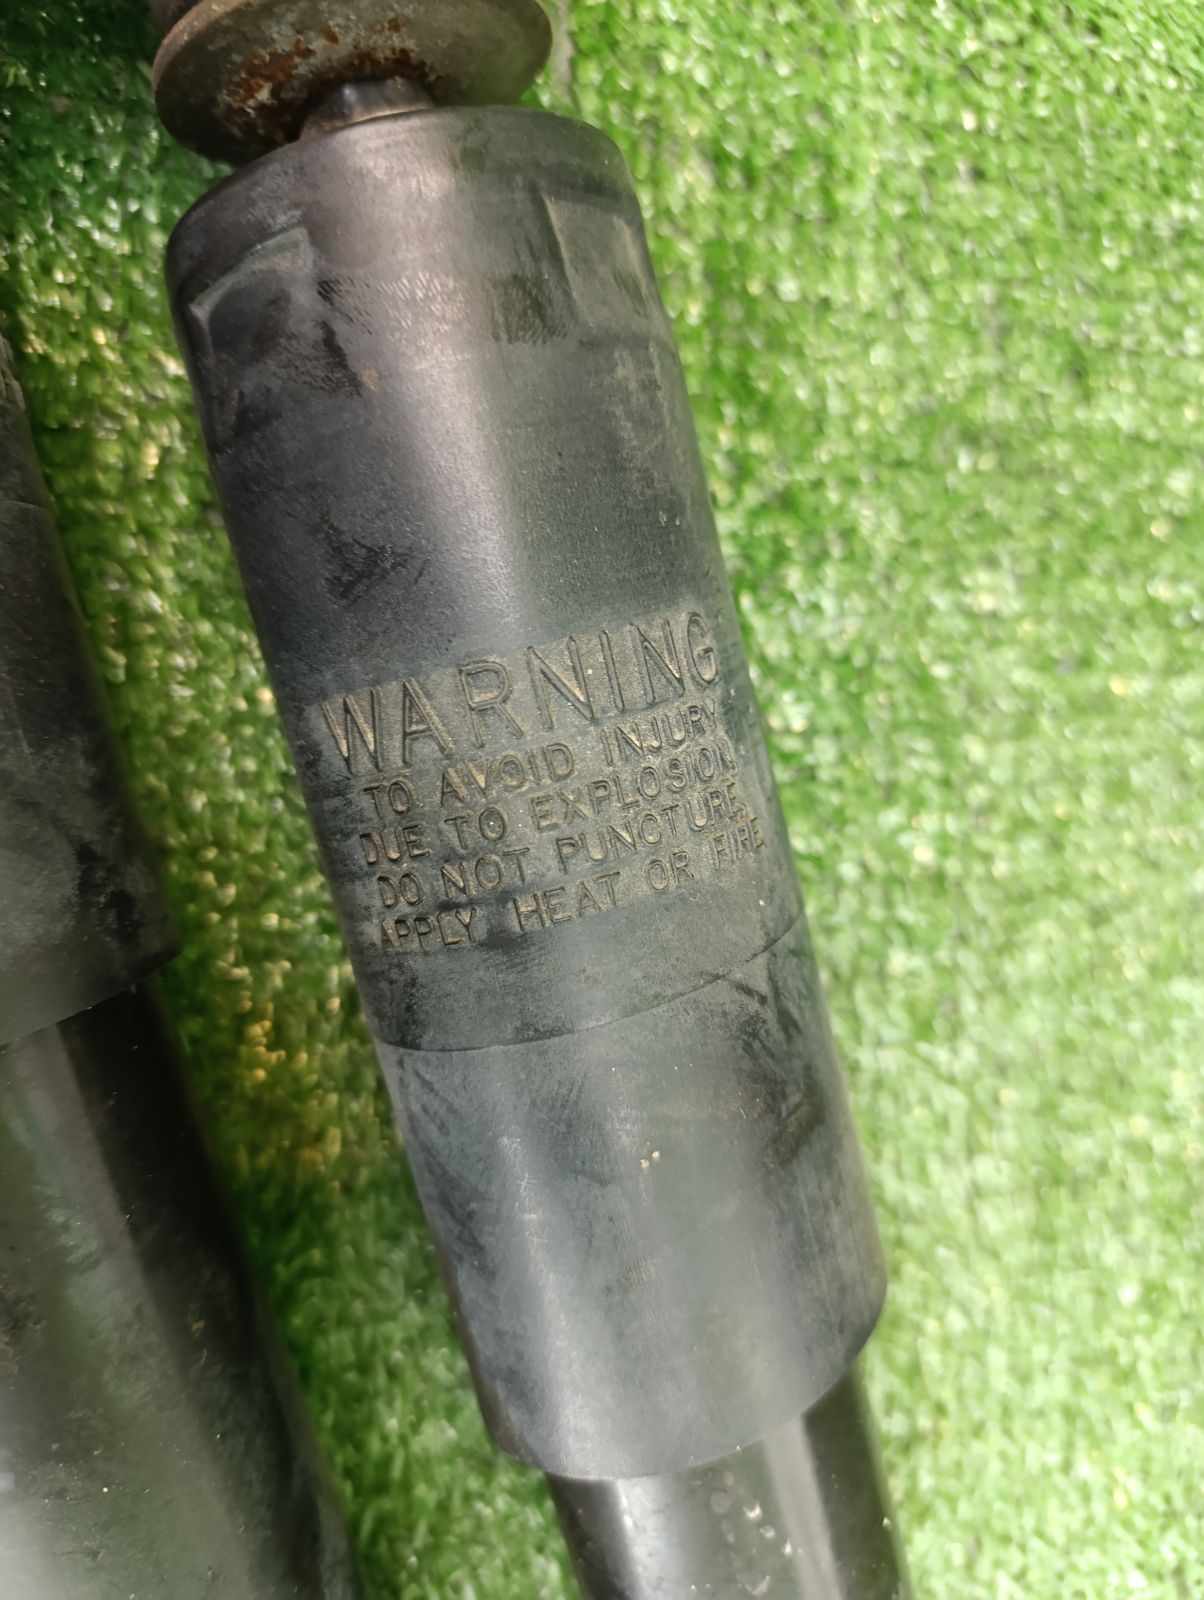 WARNING
TO AVOID INJURY
DUE TO EXPLOSION
DO NOT PUNCTURE,
APPLY HEAT OR FIRE